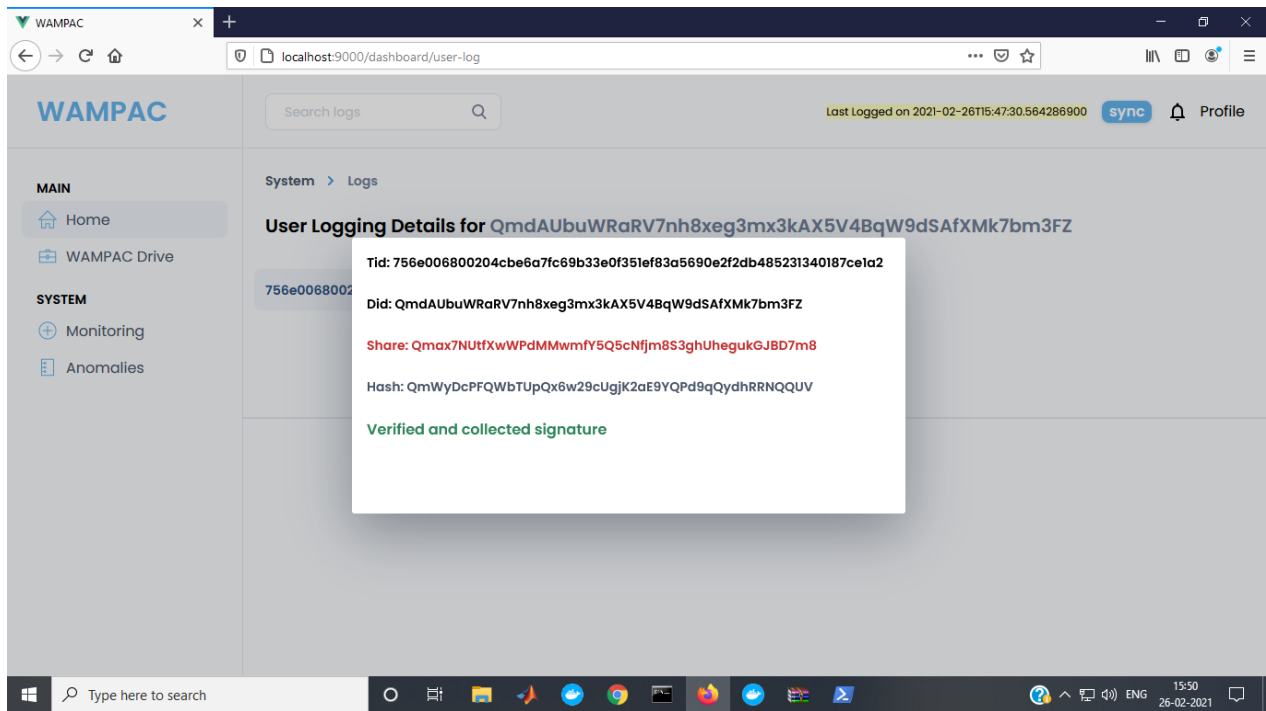 WAMPAC
localhost:9000/dashboard/user-log
WAMPAC
Search logs
Last Logged on 2021-02-26T15:47:30.564286900
sync
Profile
MAIN
Home
WAMPAC Drive
SYSTEM
Monitoring
Anomalies
System > Logs
User Logging Details for QmdAUbuWRaRV7nh8xeg3mx3kAX5V4BqW9dSAfXMk7bm3FZ
756e0068002
Tid: 756e006800204cbe6a7fc69b33e0f351ef83a5690e2f2db485231340187ce1a2
Did: QmdAUbuWRaRV7nh8xeg3mx3kAX5V4BqW9dSAfXMk7bm3FZ
Share: Qmax7NUtfXwWPdMMwmfY5Q5cNfjm8S3ghUhegukGJBD7m8
Hash: QmWyDcPFQWbTUpQx6w29cUgjK2aE9YQPd9qQydhRRNQQUV
Verified and collected signature
Type here to search
ENG
15:50
26-02-2021